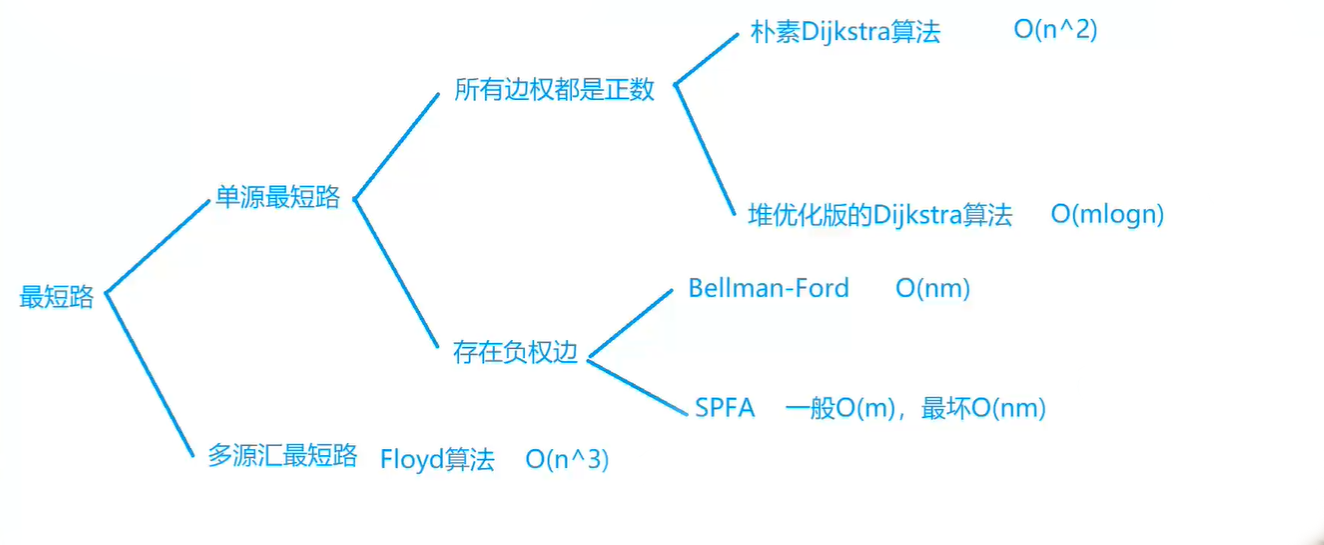 朴素Dijkstra算法 O(n^2)
所有边权都是正数
单源最短路
堆优化版的Dijkstra算法 O(mlogn)
最短路
Bellman-Ford O(nm)
存在负权边
SPFA 一般O(m)，最坏O(nm)
多源汇最短路 Floyd算法 O(n^3)